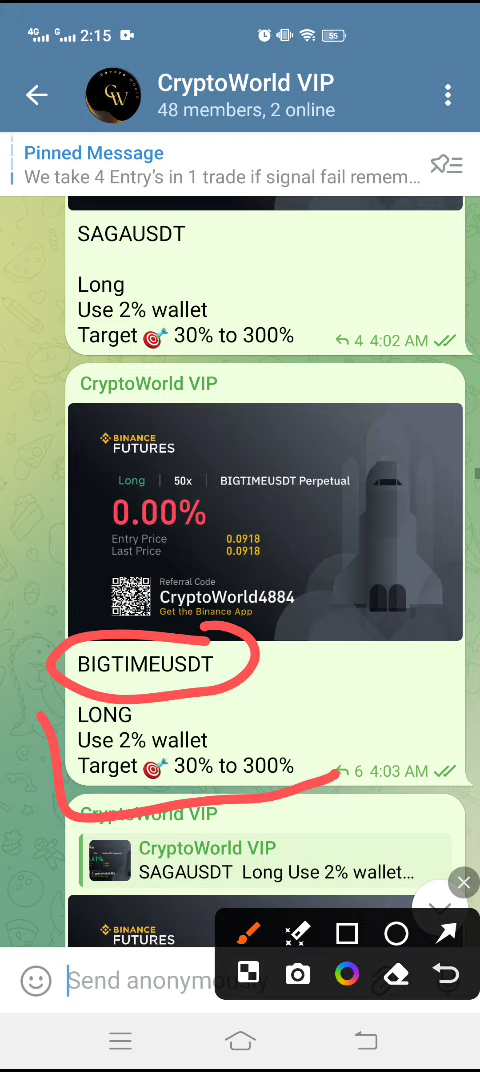 4G G 2:15 55
CryptoWorld VIP
48 members, 2 online
Pinned Message
We take 4 Entry's in 1 trade if signal fail remem...
SAGAUSDT
Long
Use 2% wallet
Target 🎯 30% to 300%
4 4:02 AM
CryptoWorld VIP
BINANCE
FUTURES
Long | 50x | BIGTIMEUSDT Perpetual
0.00%
Entry Price 0.0918
Last Price 0.0918
Referral Code
CryptoWorld4884
Get the Binance App
BIGTIMEUSDT
LONG
Use 2% wallet
Target 🎯 30% to 300%
6 4:03 AM
CryptoWorld VIP
CryptoWorld VIP
SAGAUSDT Long Use 2% wallet...
BINANCE
FUTURES
Send anonymously